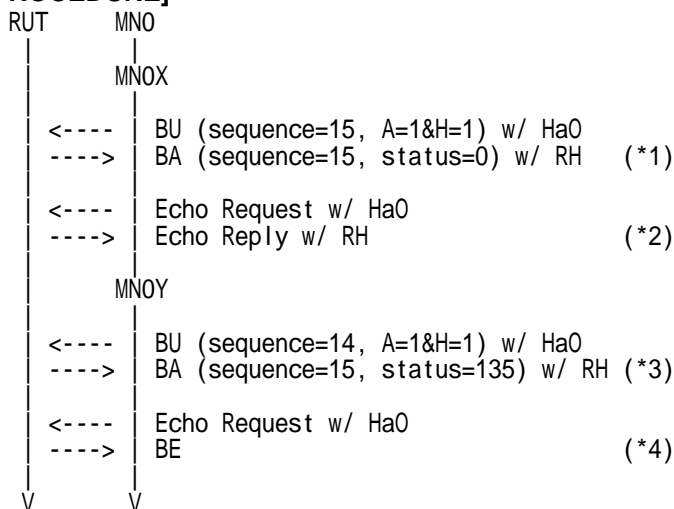 RUT MN0
MN0X
<---- BU (sequence=15, A=1&H=1) w/ HaO
----> BA (sequence=15, status=0) w/ RH (*1)
<---- Echo Request w/ HaO
----> Echo Reply w/ RH (*2)
MN0Y
<---- BU (sequence=14, A=1&H=1) w/ HaO
----> BA (sequence=15, status=135) w/ RH (*3)
<---- Echo Request w/ HaO
----> BE (*4)
V V